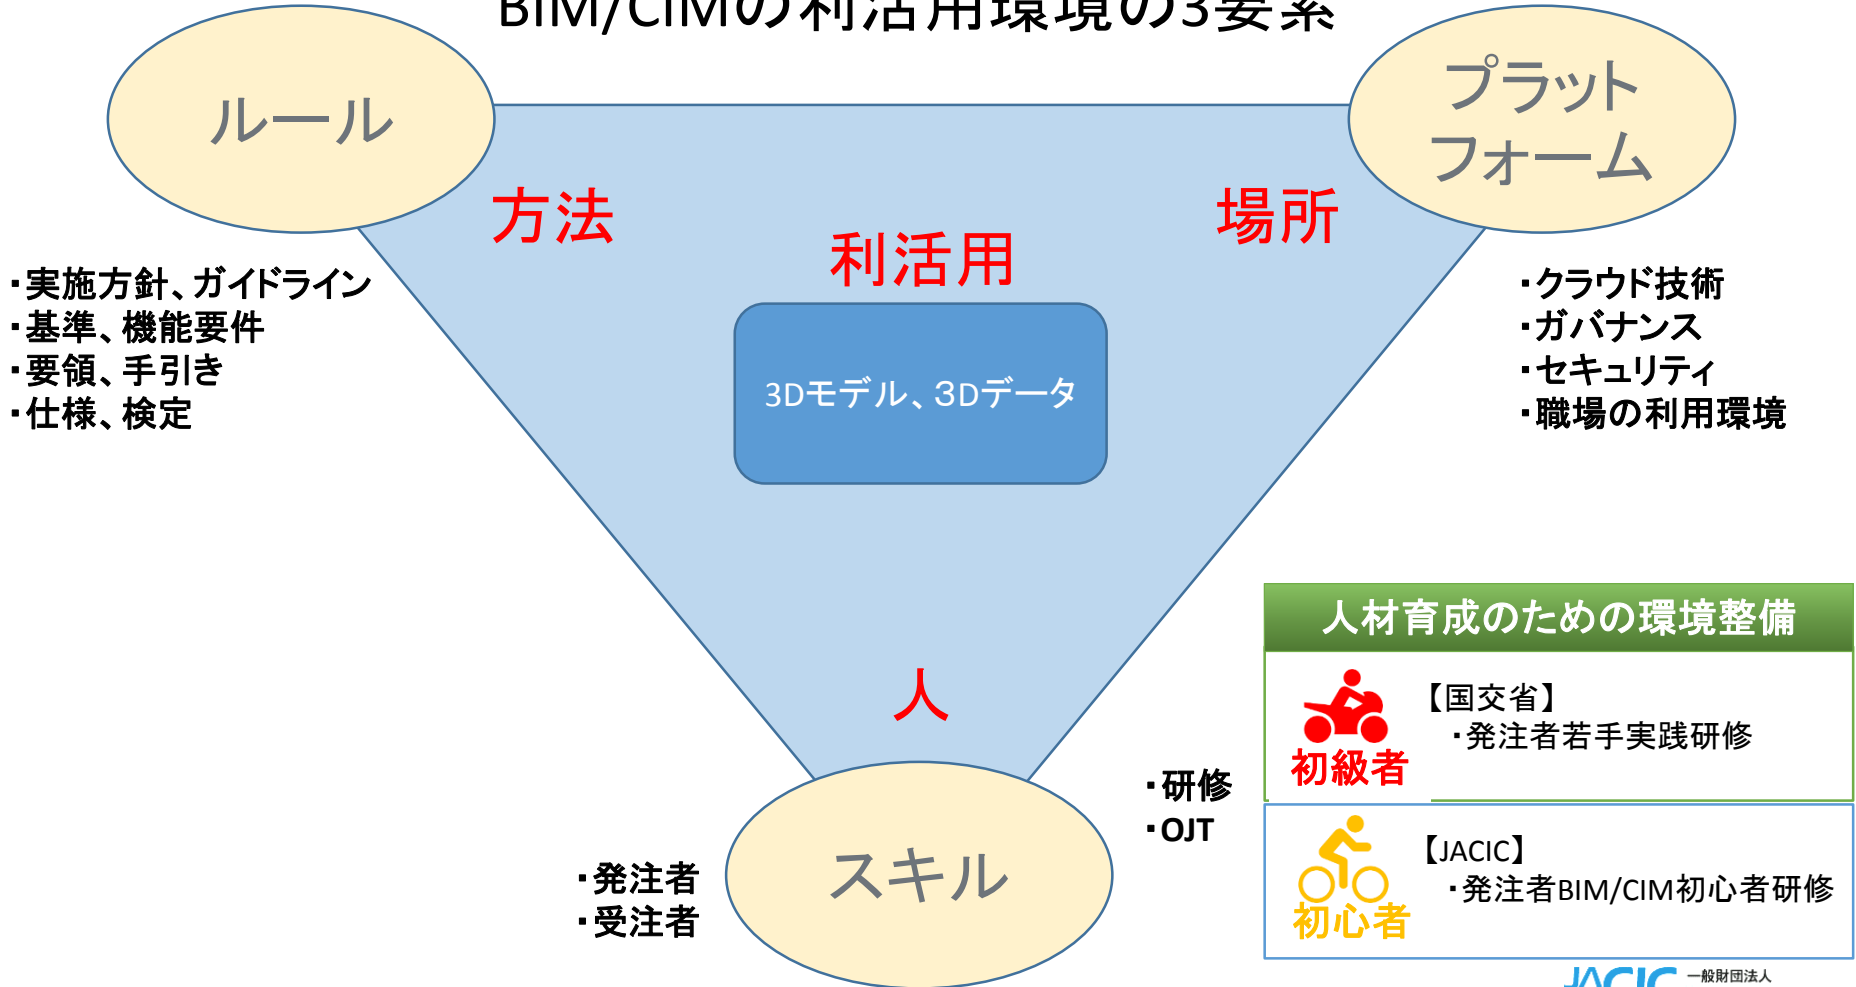 BIM/CIMの利活用環境の3要素
ルール
プラット
フォーム
方法
利活用
場所
・実施方針、ガイドライン
・基準、機能要件
・要領、手引き
・仕様、検定
3Dモデル、３Dデータ
・クラウド技術
・ガバナンス
・セキュリティ
・職場の利用環境
人
スキル
・発注者
・受注者
・研修
・OJT
人材育成のための環境整備
初級者
【国交省】
・発注者若手実践研修
初心者
【JACIC】
・発注者BIM/CIM初心者研修
JACIC 一般財団法人